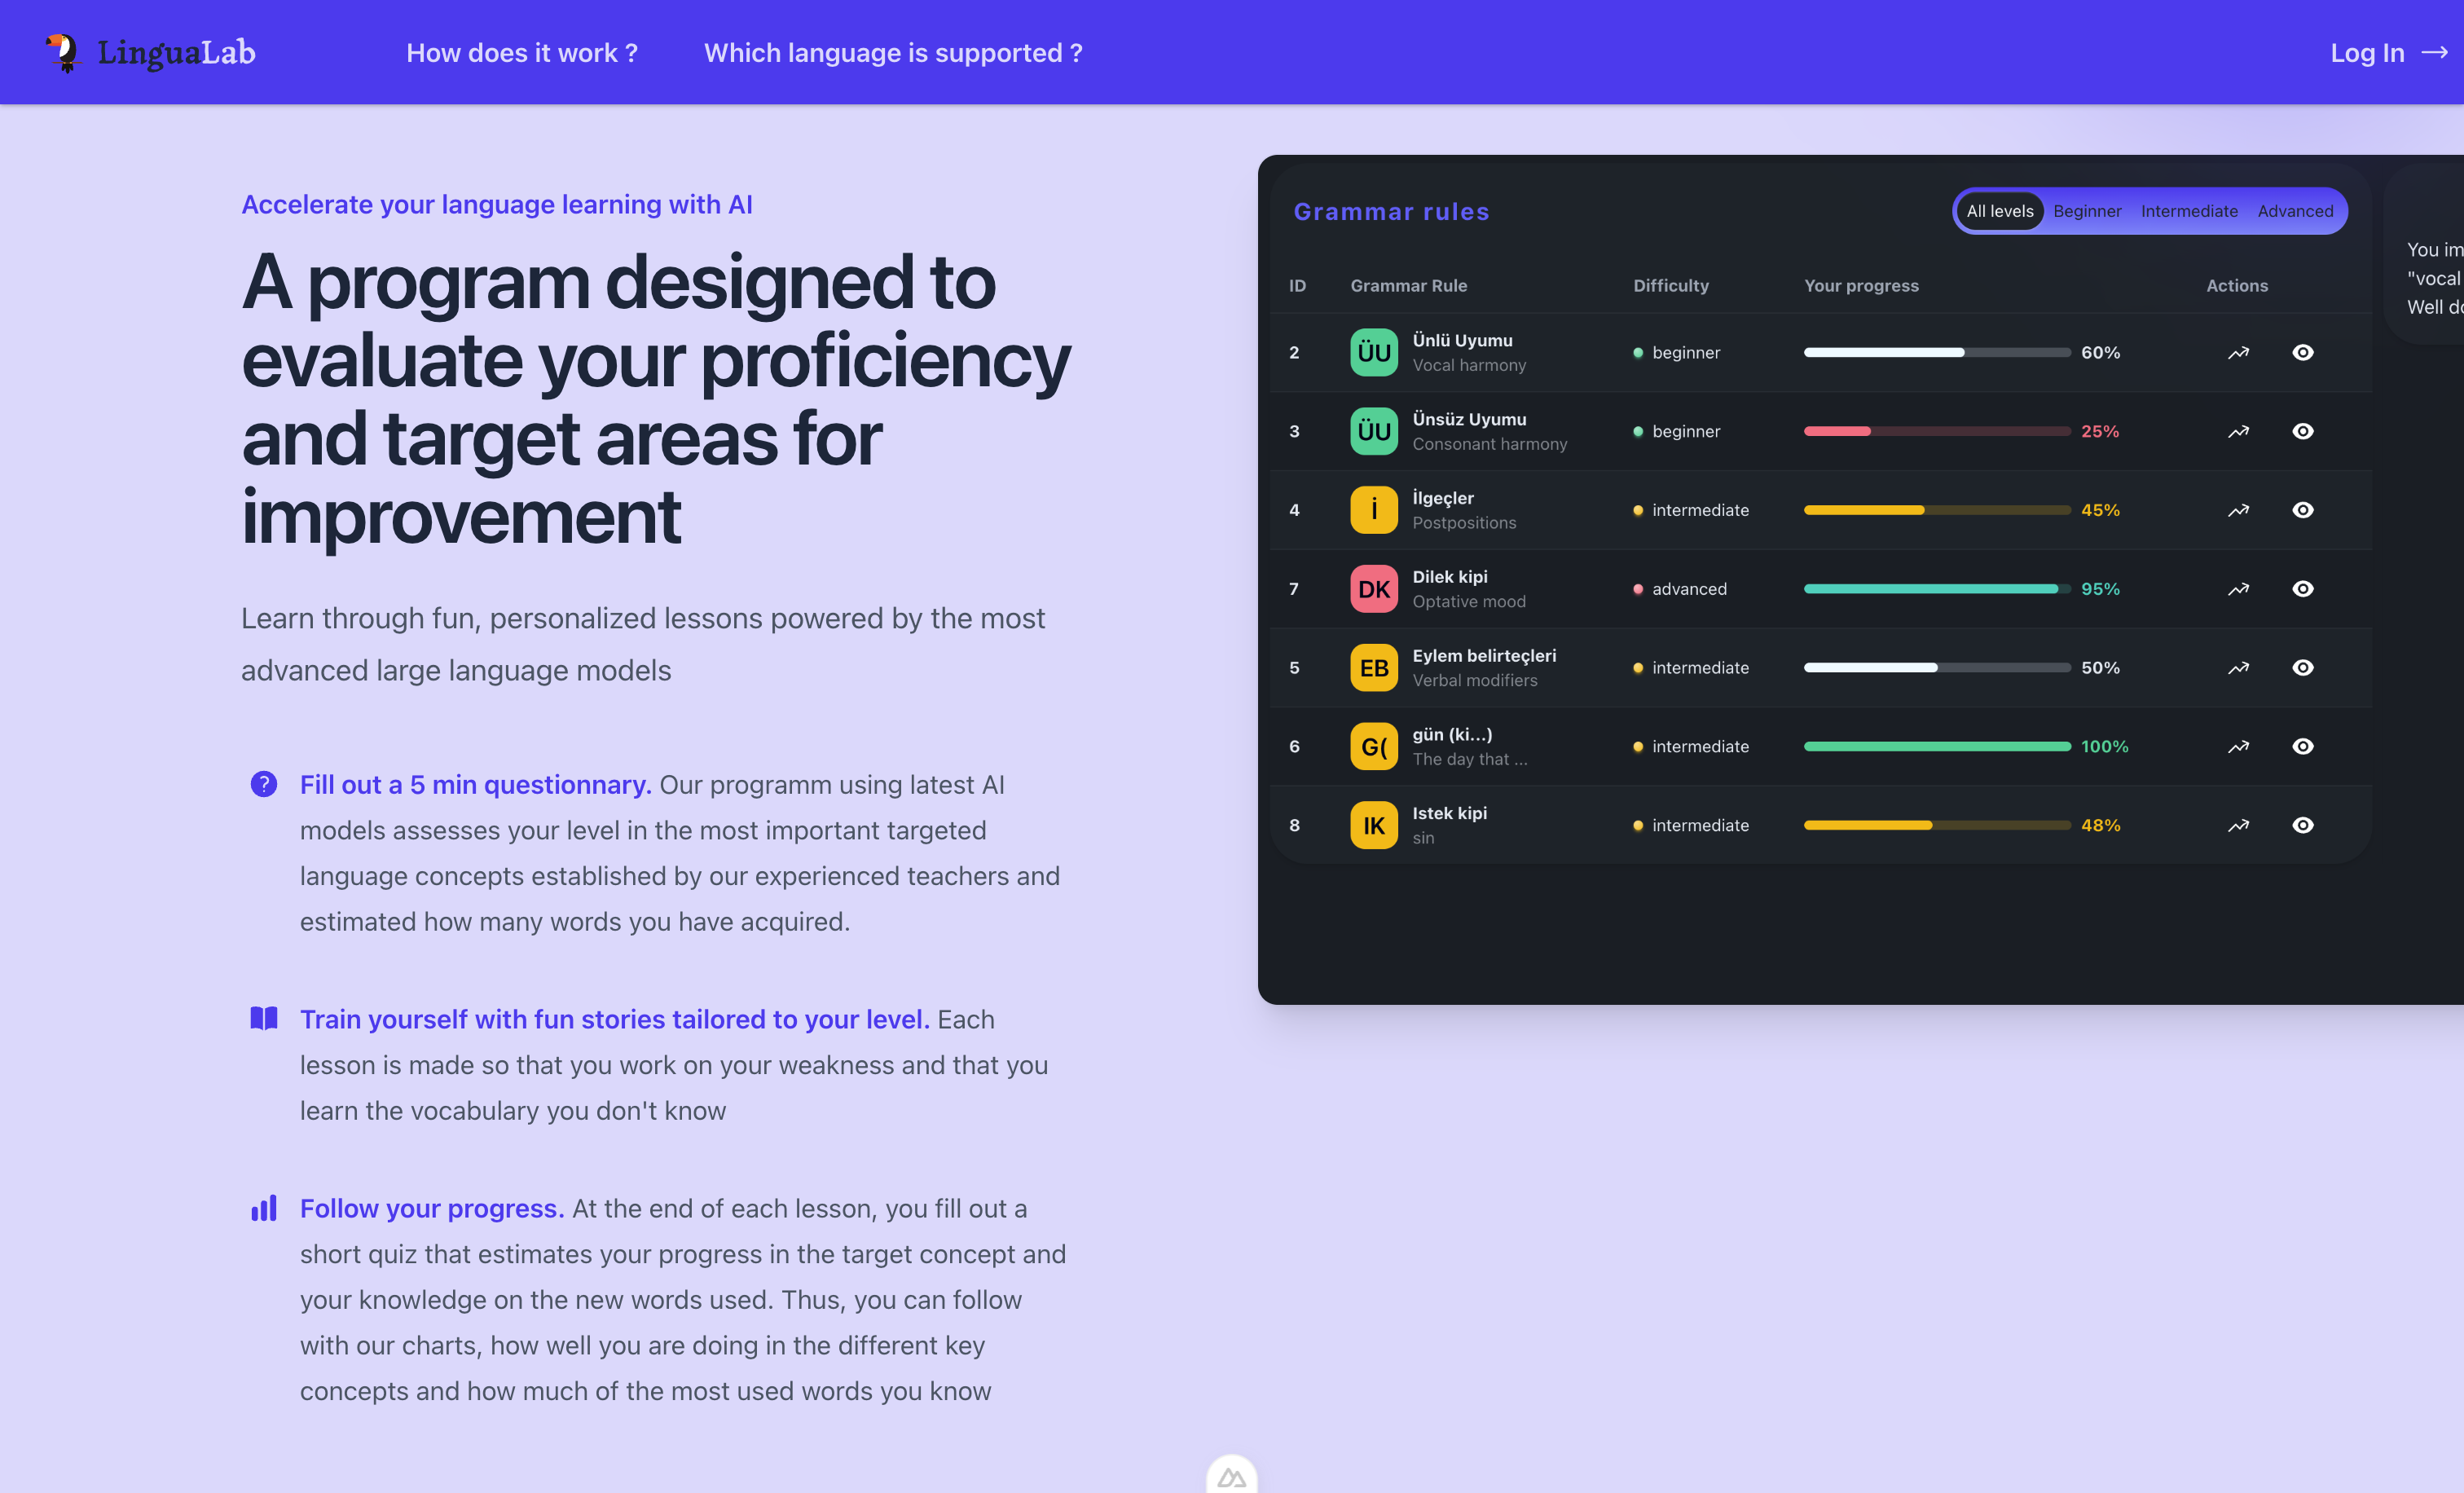 LinguaLab
How does it work ?
Which language is supported ?
Log In →
Accelerate your language learning with AI
A program designed to
evaluate your proficiency
and target areas for
improvement
Learn through fun, personalized lessons powered by the most
advanced large language models
Fill out a 5 min questionnary. Our programm using latest AI
models assesses your level in the most important targeted
language concepts established by our experienced teachers and
estimated how many words you have acquired.
Train yourself with fun stories tailored to your level. Each
lesson is made so that you work on your weakness and that you
learn the vocabulary you don't know
Follow your progress. At the end of each lesson, you fill out a
short quiz that estimates your progress in the target concept and
your knowledge on the new words used. Thus, you can follow
with our charts, how well you are doing in the different key
concepts and how much of the most used words you know
Grammar rules
All levels Beginner Intermediate Advanced
ID Grammar Rule Difficulty Your progress Actions
2 ÜU Ünlü Uyumu beginner 60%
Vocal harmony
3 ÜU Ünsüz Uyumu beginner 25%
Consonant harmony
4 İ İlgeçler intermediate 45%
Postpositions
7 DK Dilek kipi advanced 95%
Optative mood
5 EB Eylem belirteçleri intermediate 50%
Verbal modifiers
6 G( gün (ki...) intermediate 100%
The day that ...
8 IK Istek kipi intermediate 48%
sin
You im
"vocal
Well